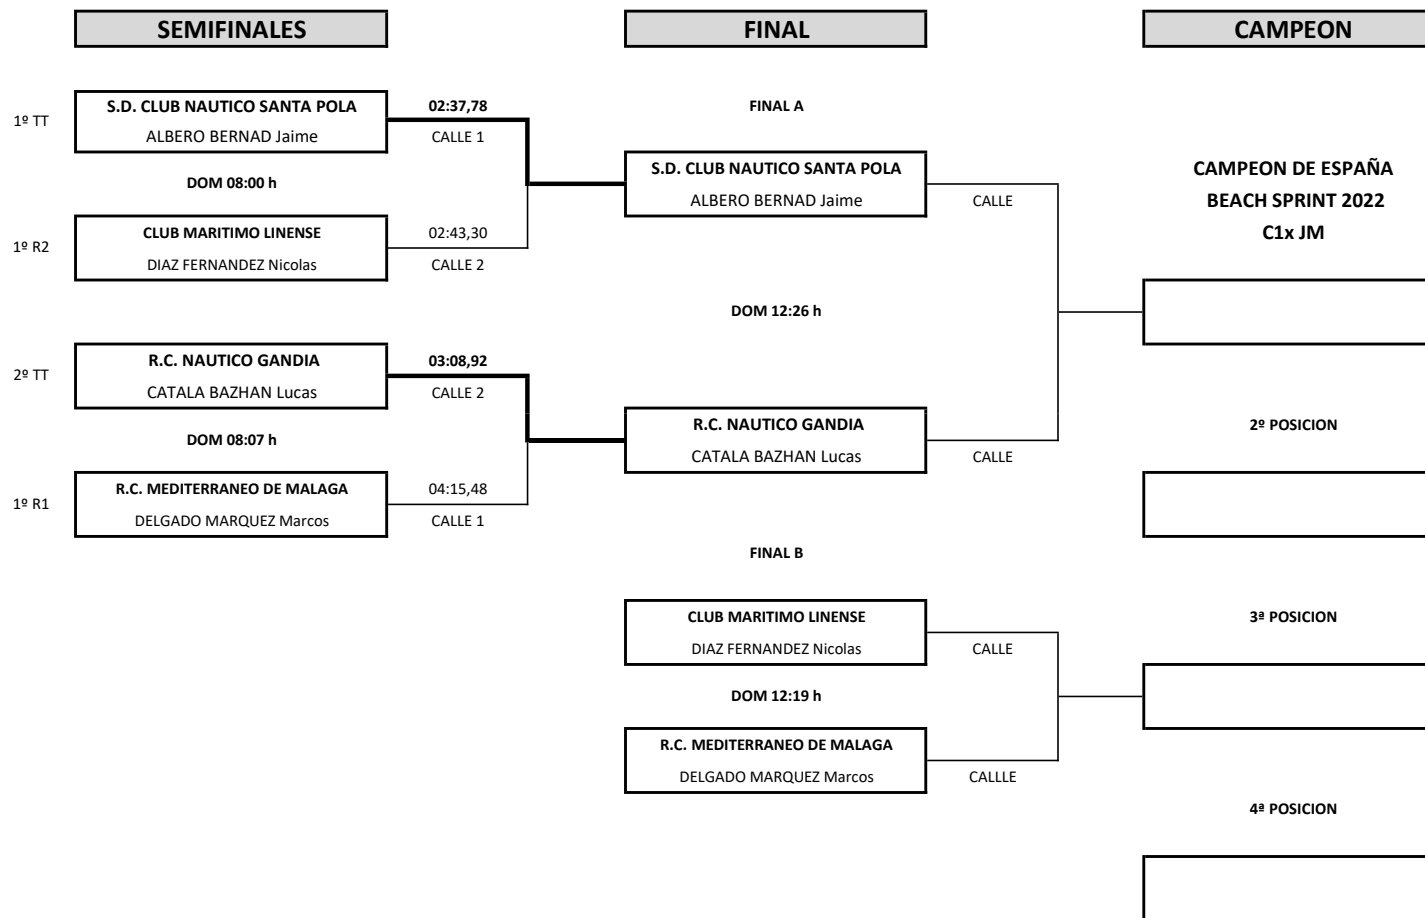 SEMIFINALES
FINAL
CAMPEON
1º TT
S.D. CLUB NAUTICO SANTA POLA
ALBERO BERNAD Jaime
02:37,78
CALLE 1
DOM 08:00 h
1º R2
CLUB MARITIMO LINENSE
DIAZ FERNANDEZ Nicolas
02:43,30
CALLE 2
2º TT
R.C. NAUTICO GANDIA
CATALA BAZHAN Lucas
03:08,92
CALLE 2
DOM 08:07 h
1º R1
R.C. MEDITERRANEO DE MALAGA
DELGADO MARQUEZ Marcos
04:15,48
CALLE 1
FINAL A
S.D. CLUB NAUTICO SANTA POLA
ALBERO BERNAD Jaime
CALLE
DOM 12:26 h
R.C. NAUTICO GANDIA
CATALA BAZHAN Lucas
CALLE
FINAL B
CLUB MARITIMO LINENSE
DIAZ FERNANDEZ Nicolas
CALLE
DOM 12:19 h
R.C. MEDITERRANEO DE MALAGA
DELGADO MARQUEZ Marcos
CALLLE
CAMPEON DE ESPAÑA
BEACH SPRINT 2022
C1x JM
2º POSICION
3ª POSICION
4ª POSICION